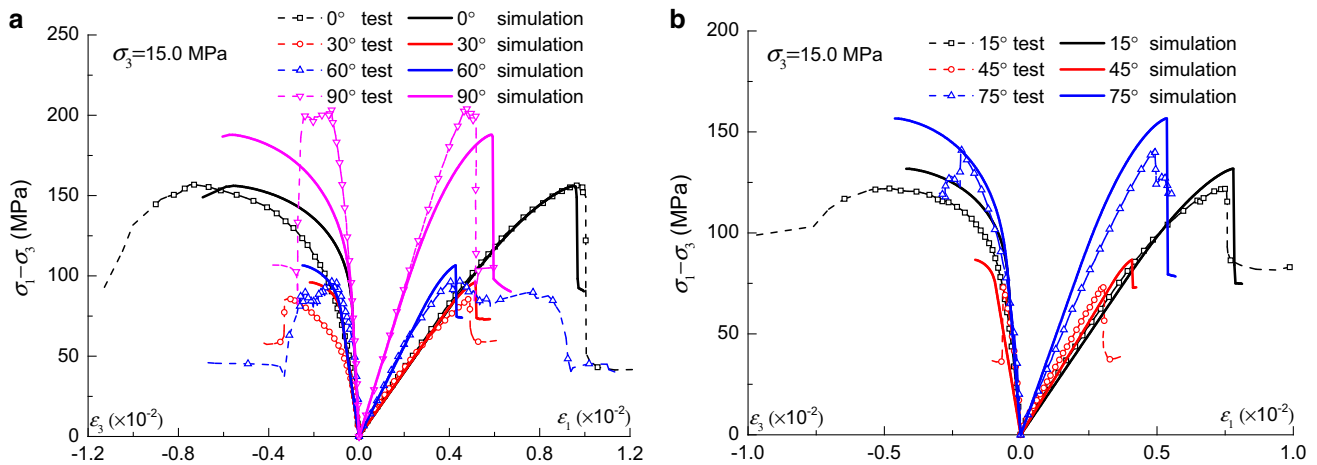 a
0° test 0° simulation
30° test 30° simulation
60° test 60° simulation
90° test 90° simulation
σ3=15.0 MPa
σ1−σ3 (MPa)
250
200
150
100
50
0
ε3 (×10-2)
ε1 (×10-2)
-1.2 -0.8 -0.4 0.0 0.4 0.8 1.2
b
15° test 15° simulation
45° test 45° simulation
75° test 75° simulation
σ3=15.0 MPa
σ1−σ3 (MPa)
200
150
100
50
0
ε3 (×10-2)
ε1 (×10-2)
-1.0 -0.5 0.0 0.5 1.0